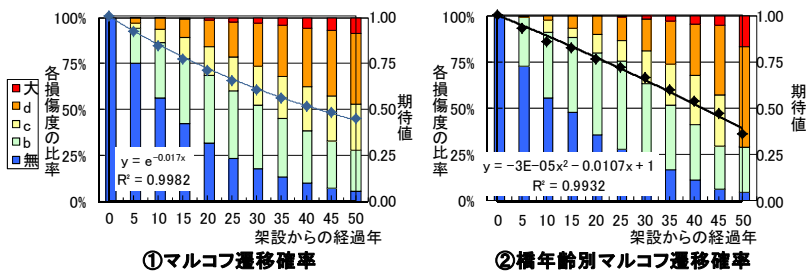 大
d
c
b
無
各損傷度の比率
100%
75%
50%
25%
0%
1.00
0.75
0.50
0.25
0.00
期待値
y = e^-0.017x
R² = 0.9982
0 5 10 15 20 25 30 35 40 45 50
架設からの経過年
①マルコフ遷移確率
各損傷度の比率
100%
75%
50%
25%
0%
1.00
0.75
0.50
0.25
0.00
期待値
y = -3E-05x² - 0.0107x + 1
R² = 0.9932
0 5 10 15 20 25 30 35 40 45 50
架設からの経過年
②橋年齢別マルコフ遷移確率